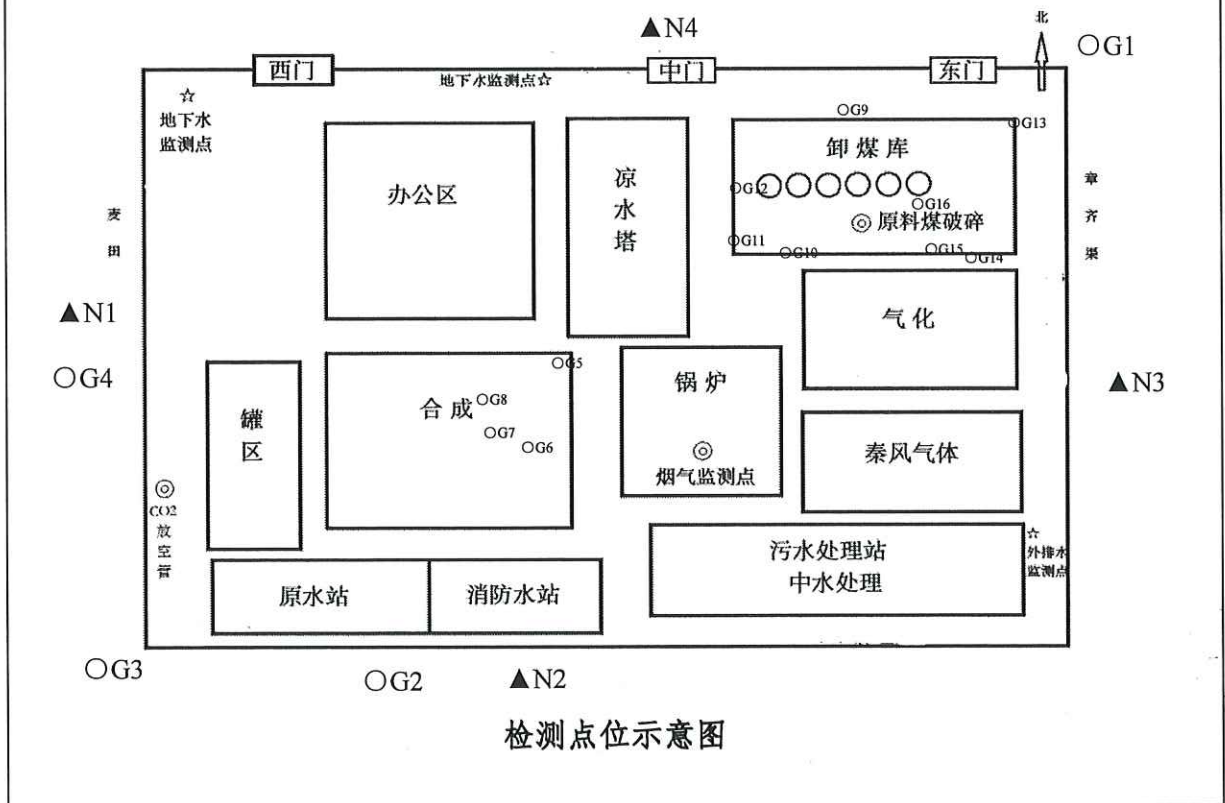 ▲N4
北
○G1
西门
地下水监测点☆
中门
东门
☆
地下水
监测点
○G9
○G13
卸煤库
办公区
凉
水
塔
○G12
○G16
◎原料煤破碎
章
齐
渠
麦
田
○G11
○G10
○G15
○G14
▲N1
气化
○G5
○G4
锅炉
▲N3
罐
区
合成
○G8
○G7
○G6
秦风气体
◎
烟气监测点
◎
CO2
放
空
管
污水处理站
中水处理
☆
外排水
监测点
原水站
消防水站
○G3
○G2
▲N2
检测点位示意图